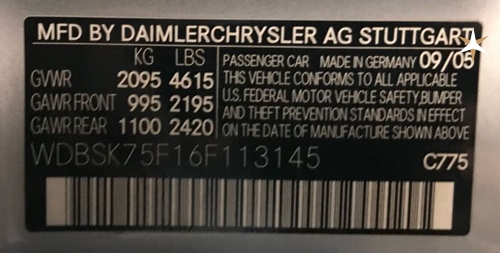 MFD BY DAIMLERCHRYSLER AG STUTTGART
KG LBS
GVWR 2095 4615
GAWR FRONT 995 2195
GAWR REAR 1100 2420
PASSENGER CAR MADE IN GERMANY 09/05
THIS VEHICLE CONFORMS TO ALL APPLICABLE
U.S. FEDERAL MOTOR VEHICLE SAFETY, BUMPER
AND THEFT PREVENTION STANDARDS IN EFFECT
ON THE DATE OF MANUFACTURE SHOWN ABOVE.
WDBSK75F16F113145
C775